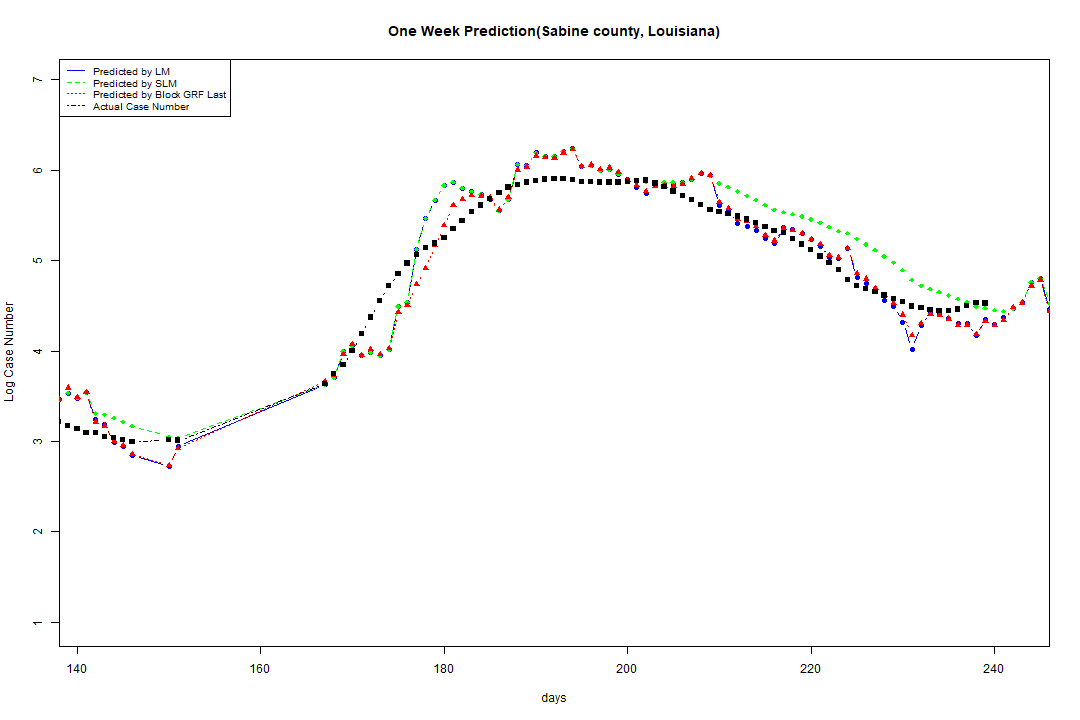 One Week Prediction(Sabine county, Louisiana)
Predicted by LM
Predicted by SLM
Predicted by Block GRF Last
Actual Case Number
7
6
5
4
3
2
1
Log Case Number
140 160 180 200 220 240
days